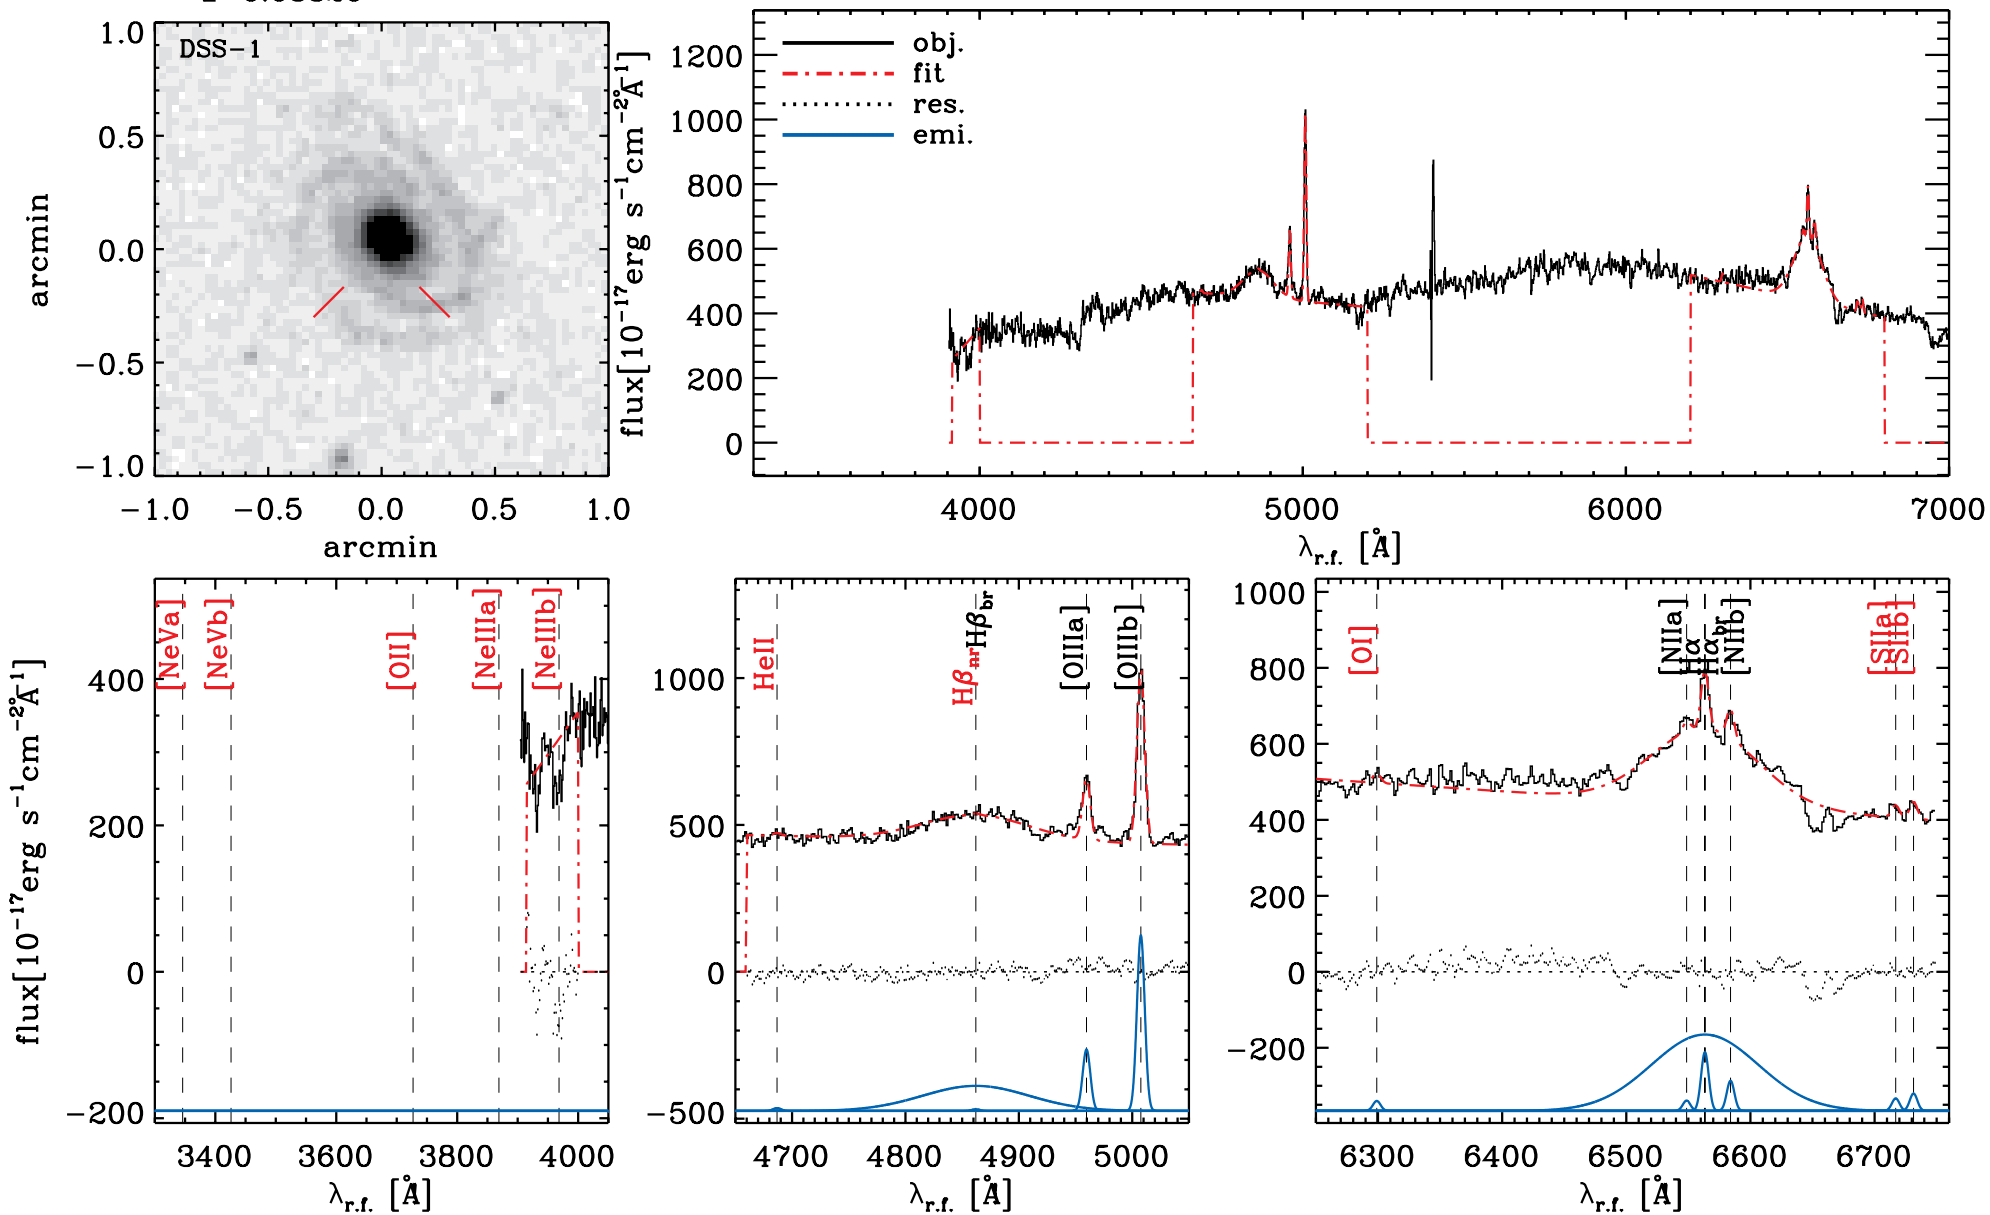 DSS-1
1.0
0.5
0.0
-0.5
-1.0
-1.0 -0.5 0.0 0.5 1.0
arcmin
arcmin
flux[10⁻¹⁷erg s⁻¹cm⁻²Å⁻¹]
obj.
fit
res.
emi.
1200
1000
800
600
400
200
0
4000 5000 6000 7000
λr.f. [Å]
flux[10⁻¹⁷erg s⁻¹cm⁻²Å⁻¹]
[NeVa] [NeVb] [OII] [NeIIIa] [NeIIIb]
400
200
0
-200
3400 3600 3800 4000
λr.f. [Å]
HeII Hβnr Hβbr [OIIIa] [OIIIb]
1000
500
0
-500
4700 4800 4900 5000
λr.f. [Å]
[OI] [NIIa] Hα Hαbr [NIIb] [SIIa] [SIIb]
1000
800
600
400
200
0
-200
6300 6400 6500 6600 6700
λr.f. [Å]